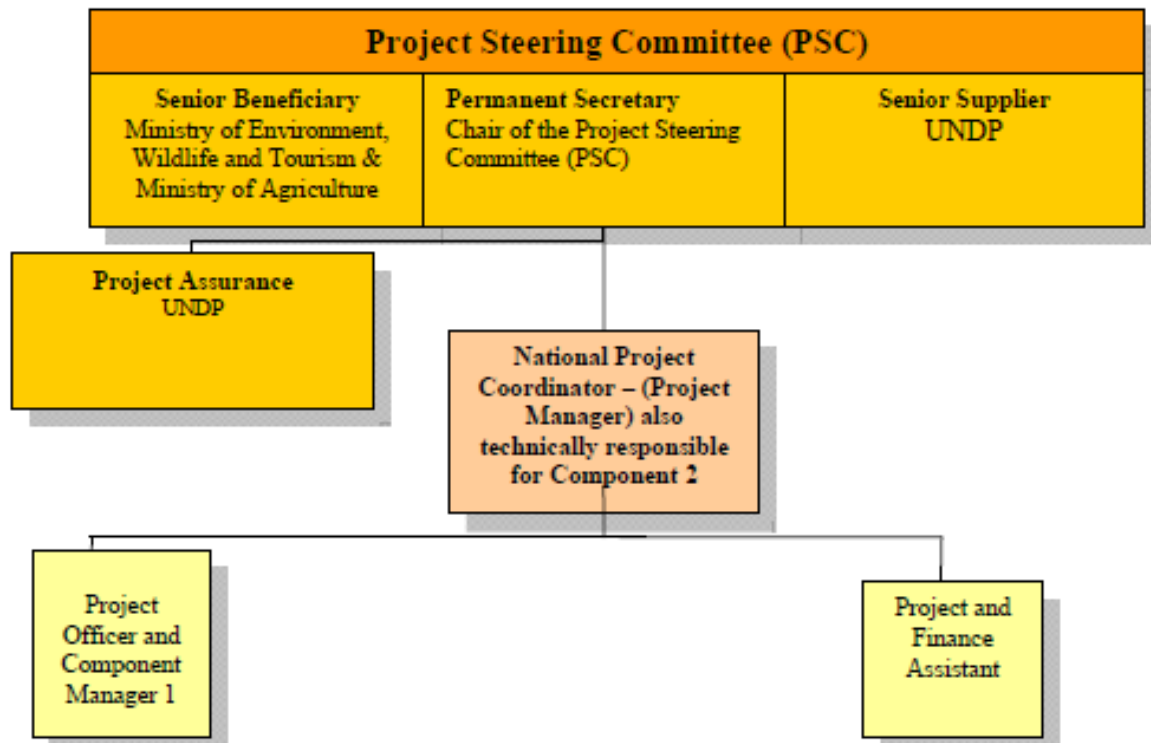 Project Steering Committee (PSC)
Senior Beneficiary
Ministry of Environment,
Wildlife and Tourism &
Ministry of Agriculture
Permanent Secretary
Chair of the Project Steering
Committee (PSC)
Senior Supplier
UNDP
Project Assurance
UNDP
National Project
Coordinator – (Project
Manager) also
technically responsible
for Component 2
Project
Officer and
Component
Manager 1
Project and
Finance
Assistant